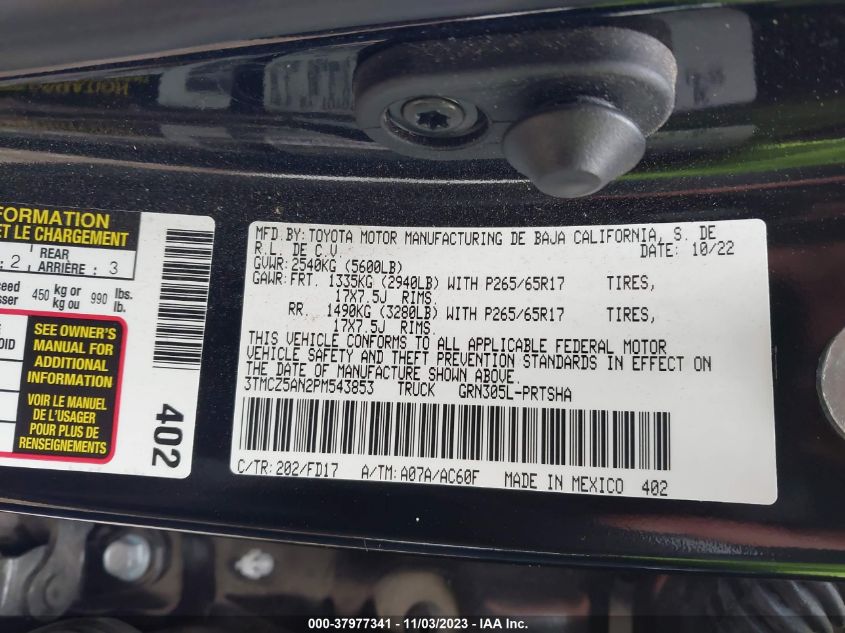 FORMATION
ET LE CHARGEMENT
: 2
REAR
ARRIÈRE : 3
450 kg or
kg ou
990 lbs.
lb.
SEE OWNER'S
MANUAL FOR
ADDITIONAL
INFORMATION
VOIR LE MANUEL
DE L'USAGER
POUR PLUS DE
RENSEIGNEMENTS
402
MFD.BY:TOYOTA MOTOR MANUFACTURING DE BAJA CALIFORNIA, S. DE
R.L. DE C.V. DATE: 10/22
GVWR:2540KG (5600LB)
GAWR:FRT. 1335KG (2940LB) WITH P265/65R17 TIRES,
17X7.5J RIMS,
RR. 1490KG (3280LB) WITH P265/65R17 TIRES,
17X7.5J RIMS.
THIS VEHICLE CONFORMS TO ALL APPLICABLE FEDERAL MOTOR
VEHICLE SAFETY AND THEFT PREVENTION STANDARDS IN EFFECT ON
THE DATE OF MANUFACTURE SHOWN ABOVE.
3TMCZ5AN2PM543853 TRUCK GRN305L-PRTSHA
C/TR:202/FD17 A/TM:A07A/AC60F MADE IN MEXICO 402
000-37977341 - 11/03/2023 - IAA Inc.